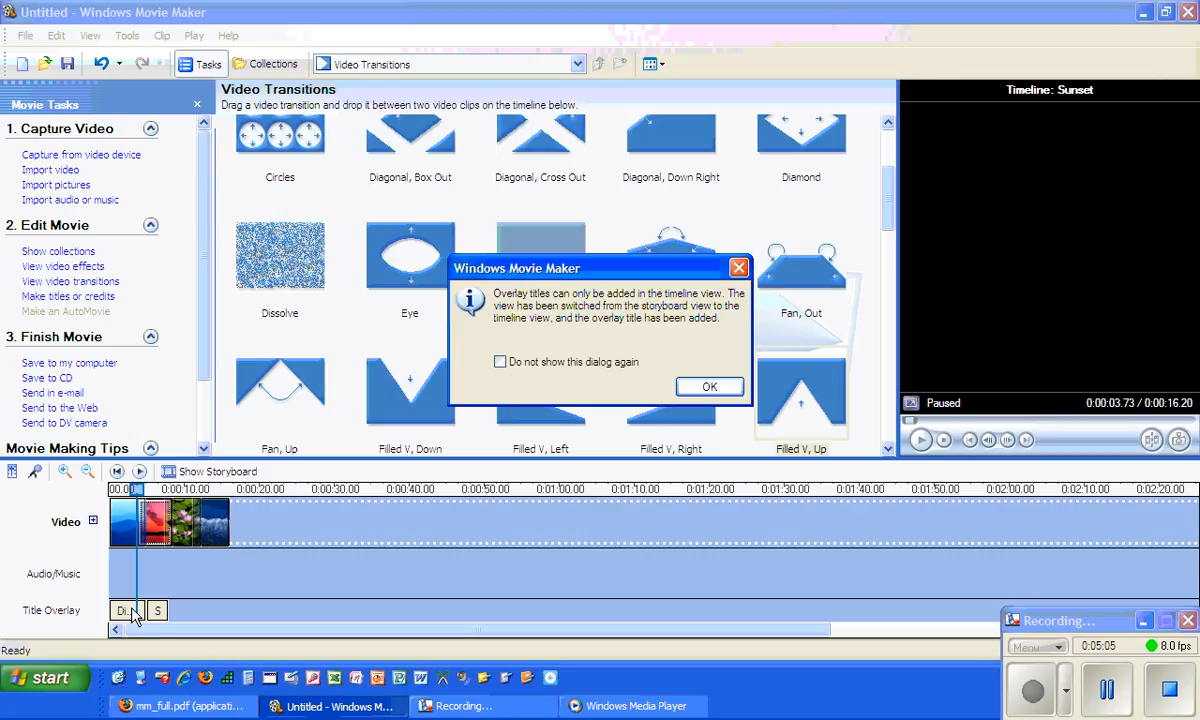 Untitled - Windows Movie Maker
File Edit View Tools Clip Play Help
Tasks Collections Video Transitions
Movie Tasks
1. Capture Video
Capture from video device
Import video
Import pictures
Import audio or music
2. Edit Movie
Show collections
View video effects
View video transitions
Make titles or credits
Make an AutoMovie
3. Finish Movie
Save to my computer
Save to CD
Send in e-mail
Send to the Web
Send to DV camera
Movie Making Tips
Video Transitions
Drag a video transition and drop it between two video clips on the timeline below.
Circles Diagonal, Box Out Diagonal, Cross Out Diagonal, Down Right Diamond
Dissolve Eye Fan, Out
Fan, Up Filled V, Down Filled V, Left Filled V, Right Filled V, Up
Windows Movie Maker
Overlay titles can only be added in the timeline view. The
view has been switched from the storyboard view to the
timeline view, and the overlay title has been added.
Do not show this dialog again
OK
Timeline: Sunset
Paused 0:00:03.73 / 0:00:16.20
Show Storyboard
00.0 0:00:10.00 0:00:20.00 0:00:30.00 0:00:40.00 0:00:50.00 0:01:00.00 0:01:10.00 0:01:20.00 0:01:30.00 0:01:40.00 0:01:50.00 0:02:00.00 0:02:10.00 0:02:20.00
Video
Audio/Music
Title Overlay Di... S
Ready
Recording...
Menu 0:05:05 8.0 fps
start
mm_full.pdf (applicati... Untitled - Windows M... Recording... Windows Media Player